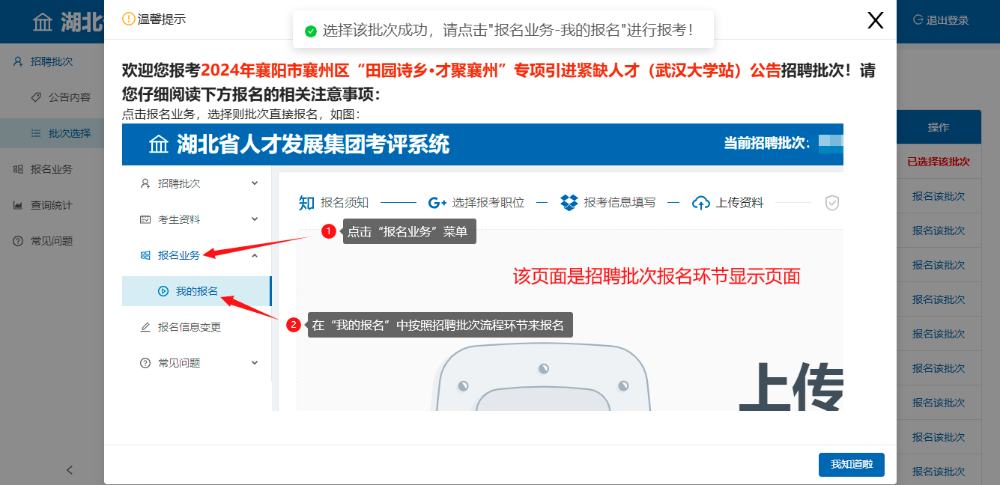 湖北
退出登录
温馨提示
X
选择该批次成功，请点击"报名业务-我的报名"进行报考！
招聘批次
公告内容
批次选择
报名业务
查询统计
常见问题
欢迎您报考2024年襄阳市襄州区“田园诗乡•才聚襄州”专项引进紧缺人才（武汉大学站）公告招聘批次！请
您仔细阅读下方报名的相关注意事项：
点击报名业务，选择则批次直接报名，如图：
湖北省人才发展集团考评系统
当前招聘批次：
招聘批次
考生资料
报名业务
我的报名
报名信息变更
常见问题
知 报名须知
G+ 选择报考职位
报考信息填写
上传资料
1 点击“报名业务”菜单
该页面是招聘批次报名环节显示页面
2 在“我的报名”中按照招聘批次流程环节来报名
上传
操作
已选择该批次
报名该批次
报名该批次
报名该批次
报名该批次
报名该批次
报名该批次
报名该批次
报名该批次
报名该批次
我知道啦